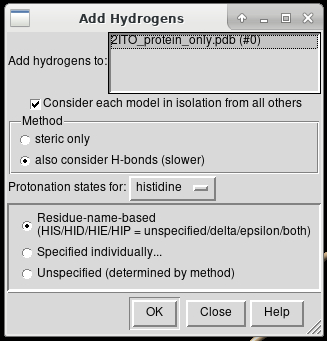 Add Hydrogens
Add hydrogens to:
2ITO_protein_only.pdb (#0)
Consider each model in isolation from all others
Method
steric only
also consider H-bonds (slower)
Protonation states for: histidine
Residue-name-based
(HIS/HID/HIE/HIP = unspecified/delta/epsilon/both)
Specified individually...
Unspecified (determined by method)
OK Close Help